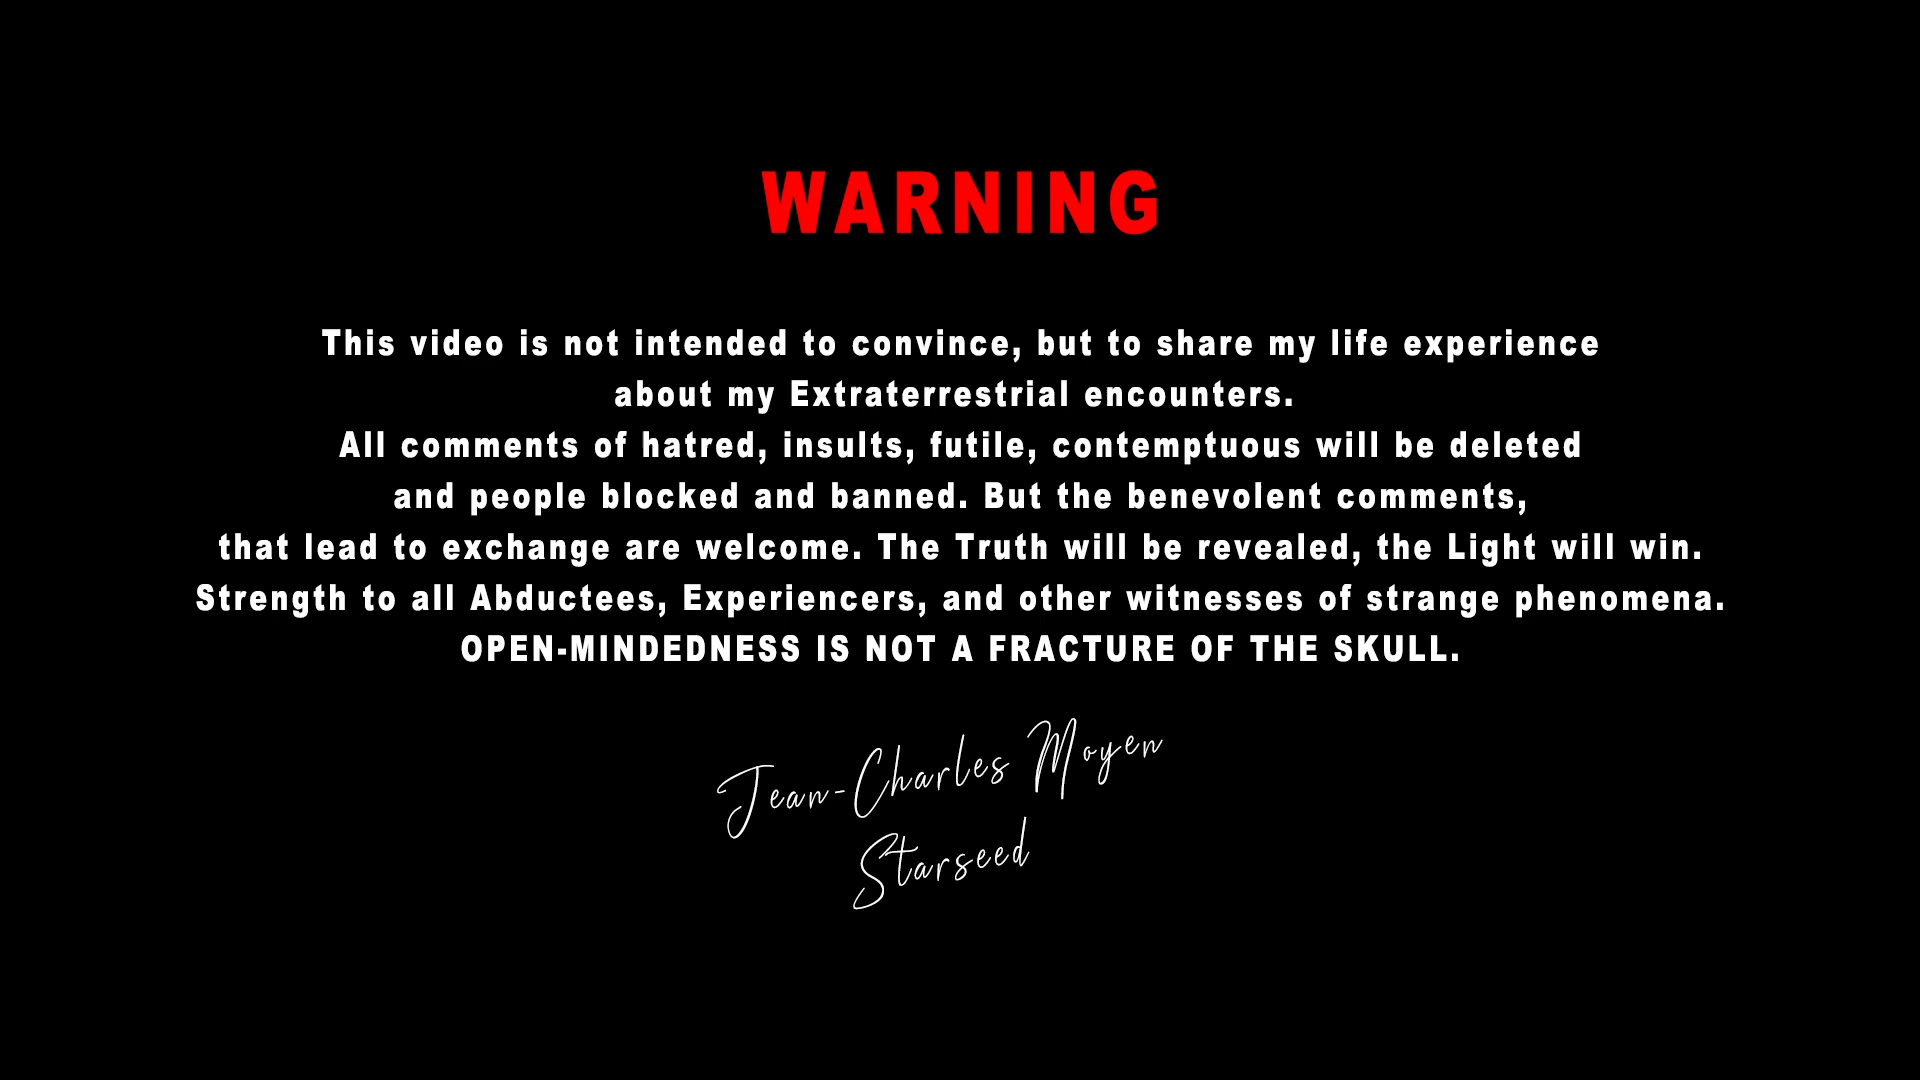 WARNING
This video is not intended to convince, but to share my life experience
about my Extraterrestrial encounters.
All comments of hatred, insults, futile, contemptuous will be deleted
and people blocked and banned. But the benevolent comments,
that lead to exchange are welcome. The Truth will be revealed, the Light will win.
Strength to all Abductees, Experiencers, and other witnesses of strange phenomena.
OPEN-MINDEDNESS IS NOT A FRACTURE OF THE SKULL.
Jean-Charles Moyen
Starseed